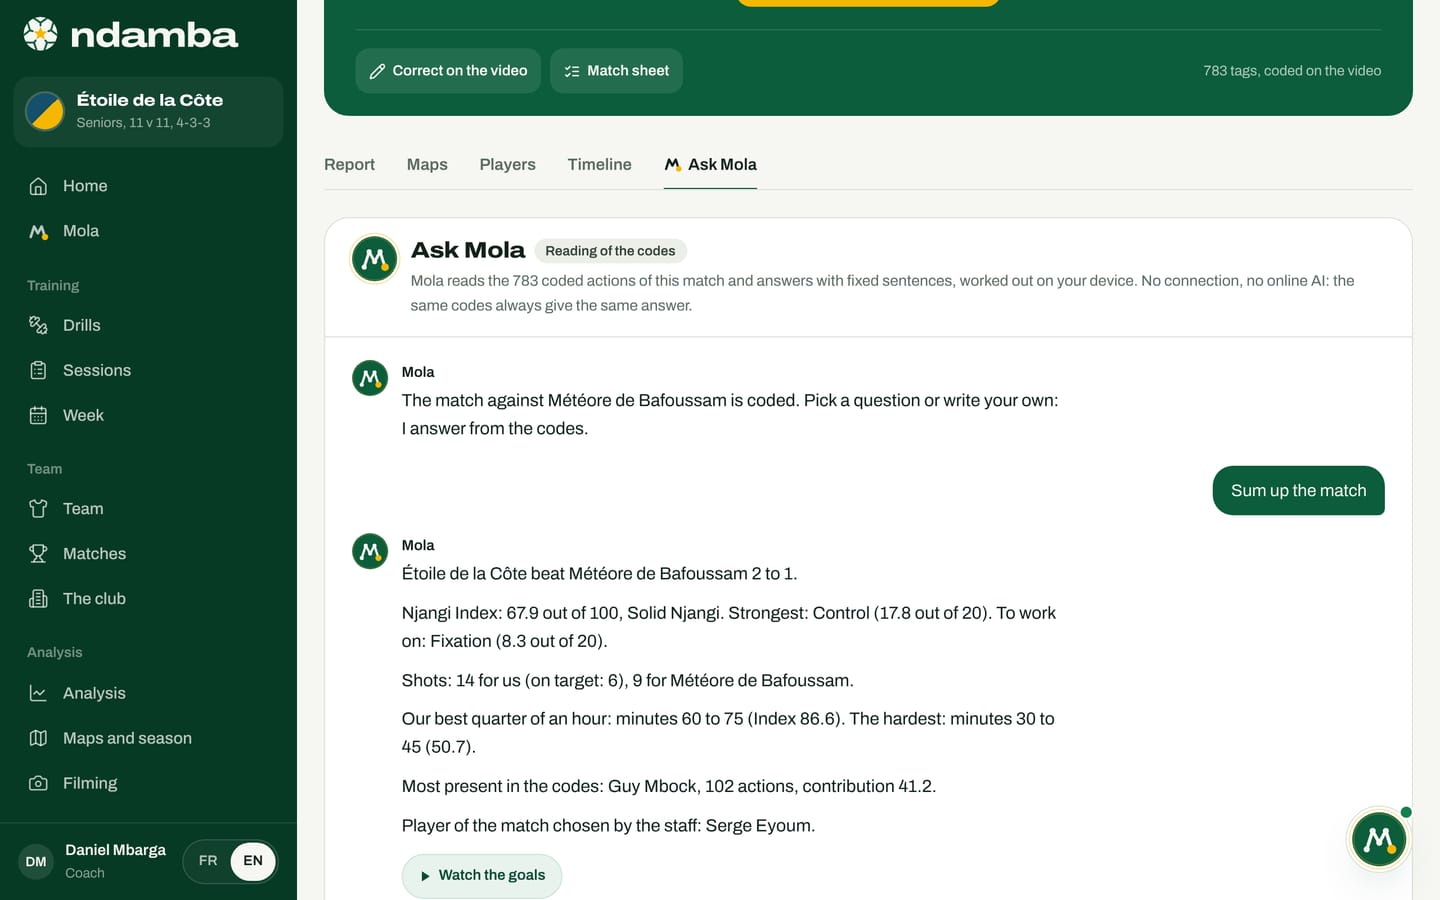 ndamba
Étoile de la Côte
Seniors, 11 v 11, 4-3-3
Home
Mola
Training
Drills
Sessions
Week
Team
Team
Matches
The club
Analysis
Analysis
Maps and season
Filming
DM
Daniel Mbarga
Coach
FR
EN
Correct on the video
Match sheet
783 tags, coded on the video
Report
Maps
Players
Timeline
Ask Mola
Ask Mola
Reading of the codes
Mola reads the 783 coded actions of this match and answers with fixed sentences, worked out on your device. No connection, no online AI: the
same codes always give the same answer.
Mola
The match against Météore de Bafoussam is coded. Pick a question or write your own:
I answer from the codes.
Sum up the match
Mola
Étoile de la Côte beat Météore de Bafoussam 2 to 1.
Njangi Index: 67.9 out of 100, Solid Njangi. Strongest: Control (17.8 out of 20). To work
on: Fixation (8.3 out of 20).
Shots: 14 for us (on target: 6), 9 for Météore de Bafoussam.
Our best quarter of an hour: minutes 60 to 75 (Index 86.6). The hardest: minutes 30 to
45 (50.7).
Most present in the codes: Guy Mbock, 102 actions, contribution 41.2.
Player of the match chosen by the staff: Serge Eyoum.
Watch the goals